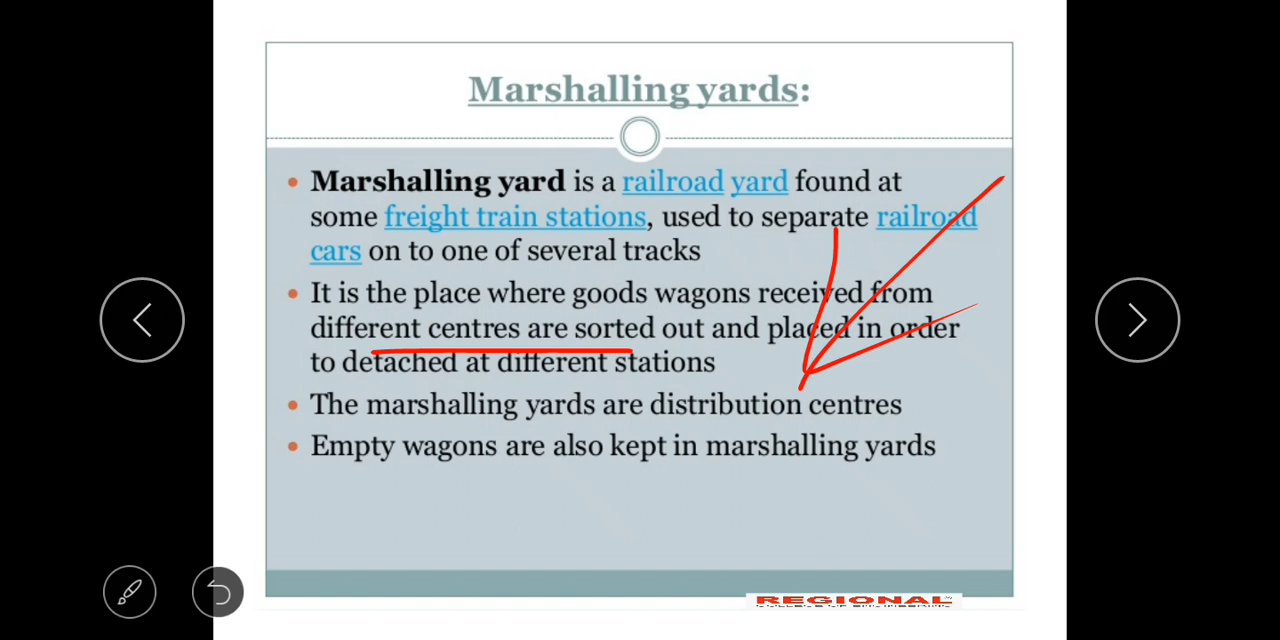 Marshalling yards:
• Marshalling yard is a railroad yard found at
some freight train stations, used to separate railroad
cars on to one of several tracks
• It is the place where goods wagons received from
different centres are sorted out and placed in order
to detached at different stations
• The marshalling yards are distribution centres
• Empty wagons are also kept in marshalling yards
REGIONAL